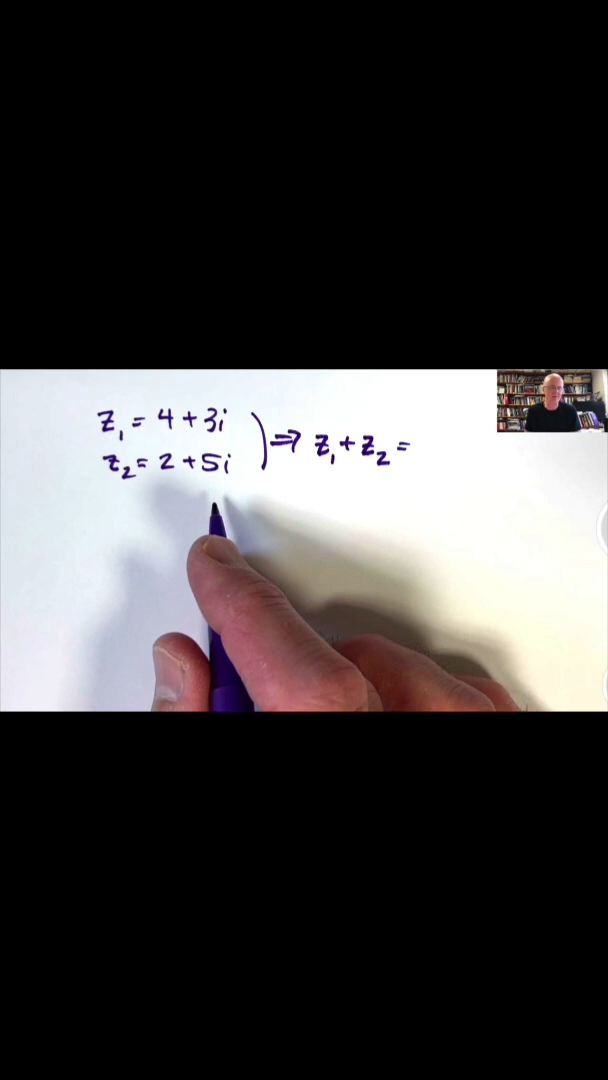 z₁ = 4 + 3i
z₂ = 2 + 5i
⇒ z₁ + z₂ =